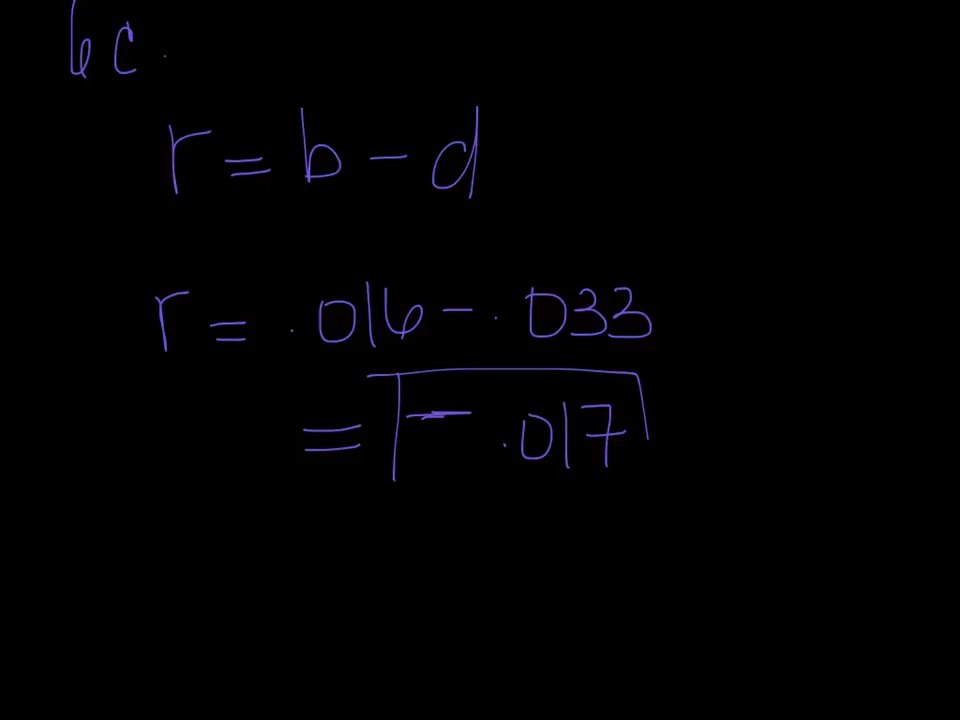 6c.
r = b - d
r = .016 - .033
= - .017